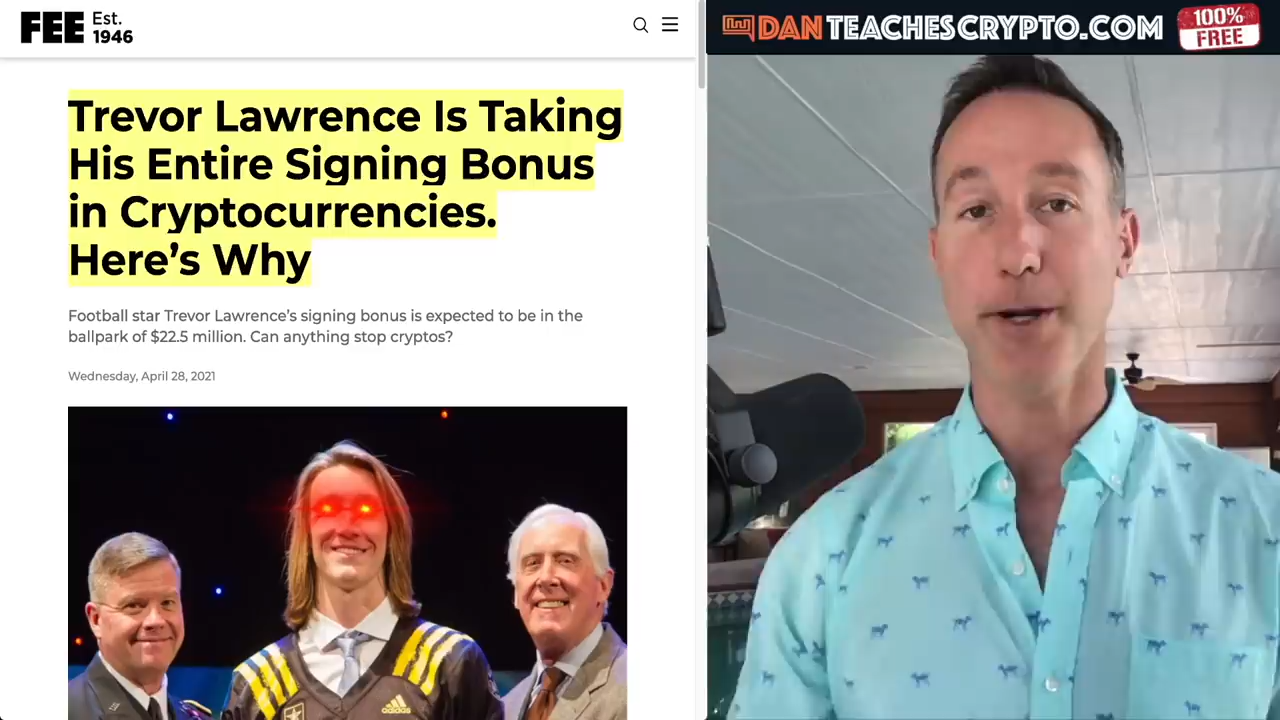 FEE Est.
1946
Trevor Lawrence Is Taking
His Entire Signing Bonus
in Cryptocurrencies.
Here’s Why
Football star Trevor Lawrence’s signing bonus is expected to be in the
ballpark of $22.5 million. Can anything stop cryptos?
Wednesday, April 28, 2021
adidas
DANTEACHESCRYPTO.COM
100%
FREE